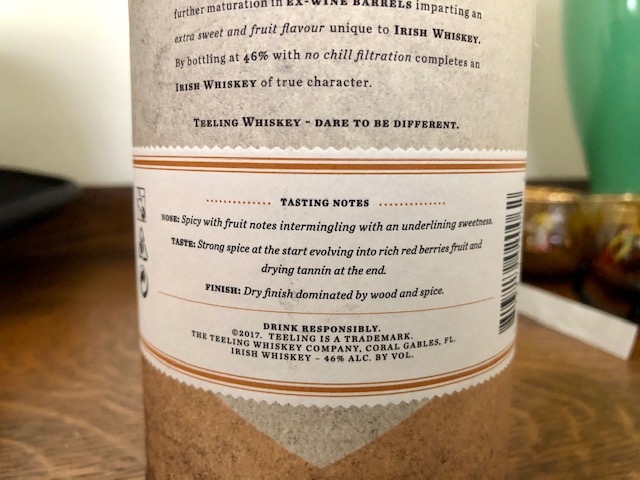 further maturation in EX-WINE BARRELS imparting an
extra sweet and fruit flavour unique to IRISH WHISKEY.
By bottling at 46% with no chill filtration completes an
IRISH WHISKEY of true character.
TEELING WHISKEY ~ DARE TO BE DIFFERENT.
TASTING NOTES
NOSE: Spicy with fruit notes intermingling with an underlining sweetness.
TASTE: Strong spice at the start evolving into rich red berries fruit and
drying tannin at the end.
FINISH: Dry finish dominated by wood and spice.
DRINK RESPONSIBLY.
©2017. TEELING IS A TRADEMARK.
THE TEELING WHISKEY COMPANY, CORAL GABLES, FL.
IRISH WHISKEY – 46% ALC. BY VOL.